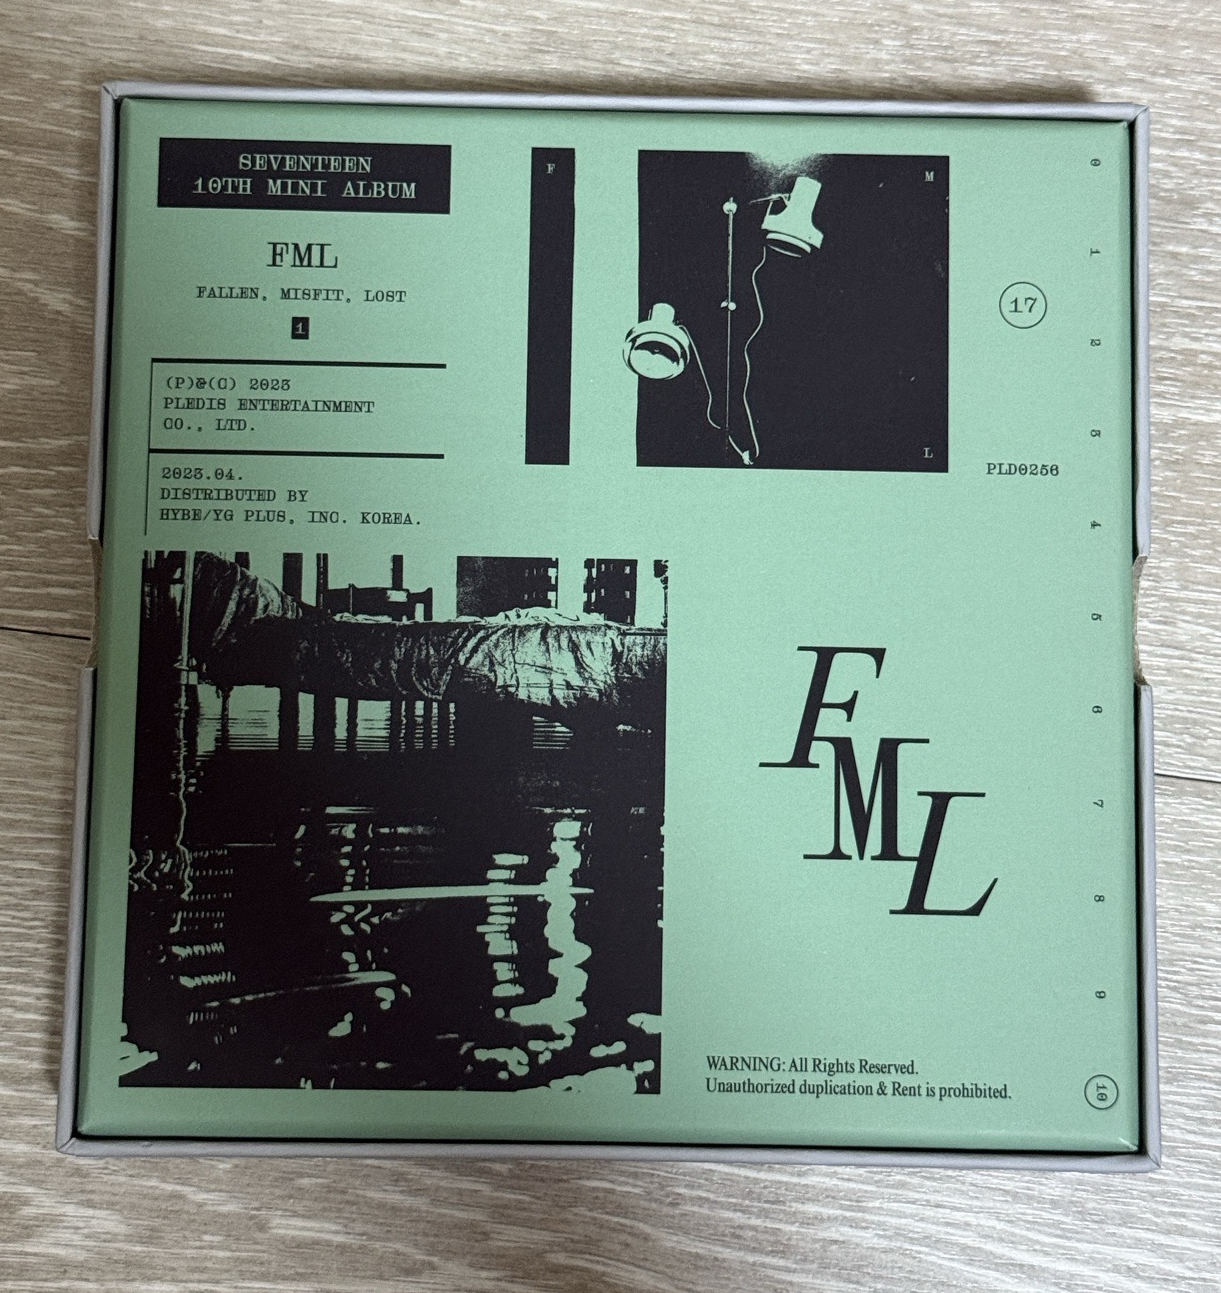 SEVENTEEN
10TH MINI ALBUM
FML
FALLEN, MISFIT, LOST
1
(P)&(C) 2023
PLEDIS ENTERTAINMENT
CO., LTD.
2023.04.
DISTRIBUTED BY
HYBE/YG PLUS, INC. KOREA.
F
M
L
17
PLD0256
F
M
L
WARNING: All Rights Reserved.
Unauthorized duplication & Rent is prohibited.
0
1
2
3
4
5
6
7
8
9
10